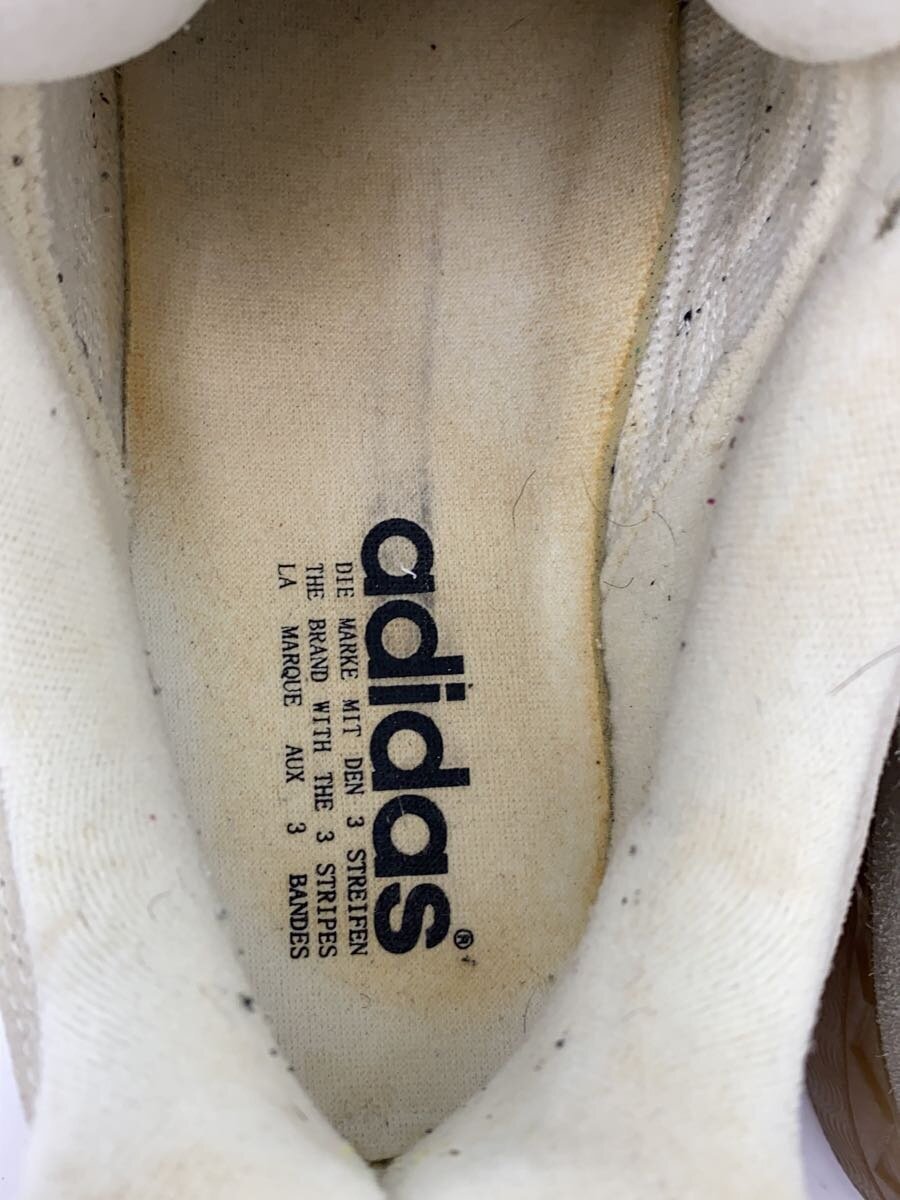 adidas®
DIE MARKE MIT DEN 3 STREIFEN
THE BRAND WITH THE 3 STRIPES
LA MARQUE AUX 3 BANDES